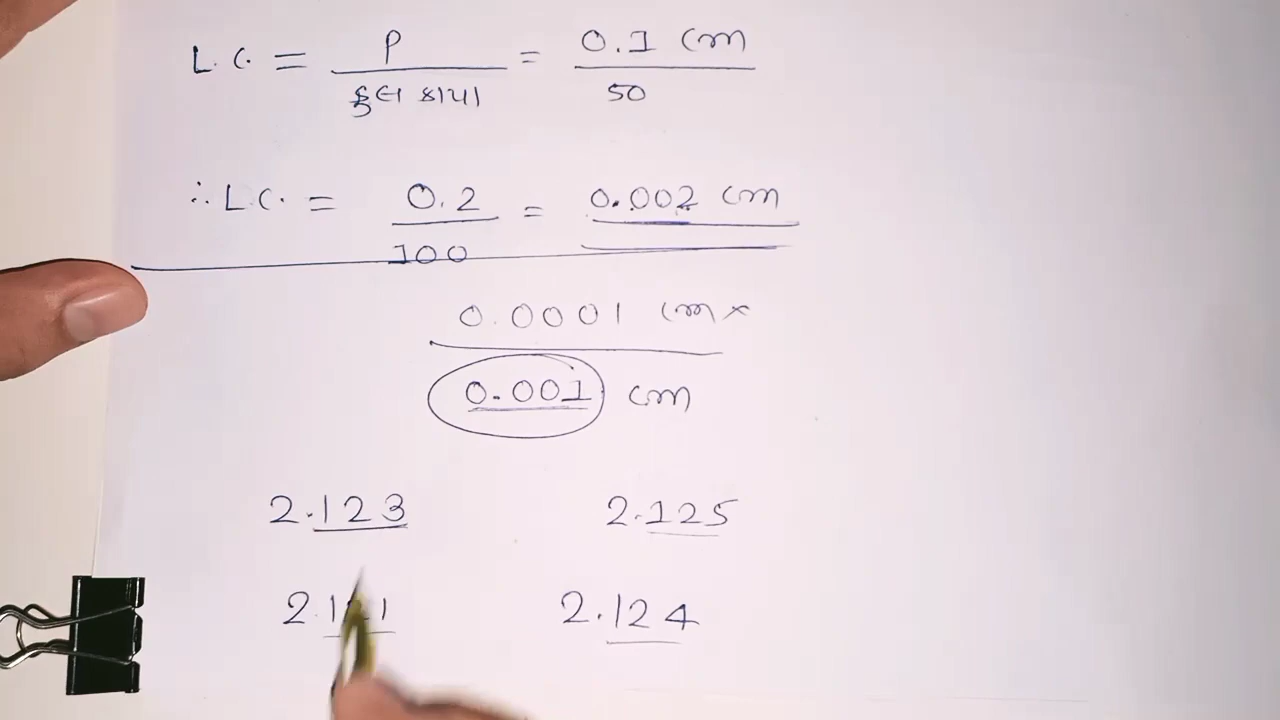 L.C. = P / કુલ કાપા = 0.1 cm / 50
∴ L.C. = 0.2 / 100 = 0.002 cm
0.0001 cm ×
0.001 cm
2.123 2.125
2.124